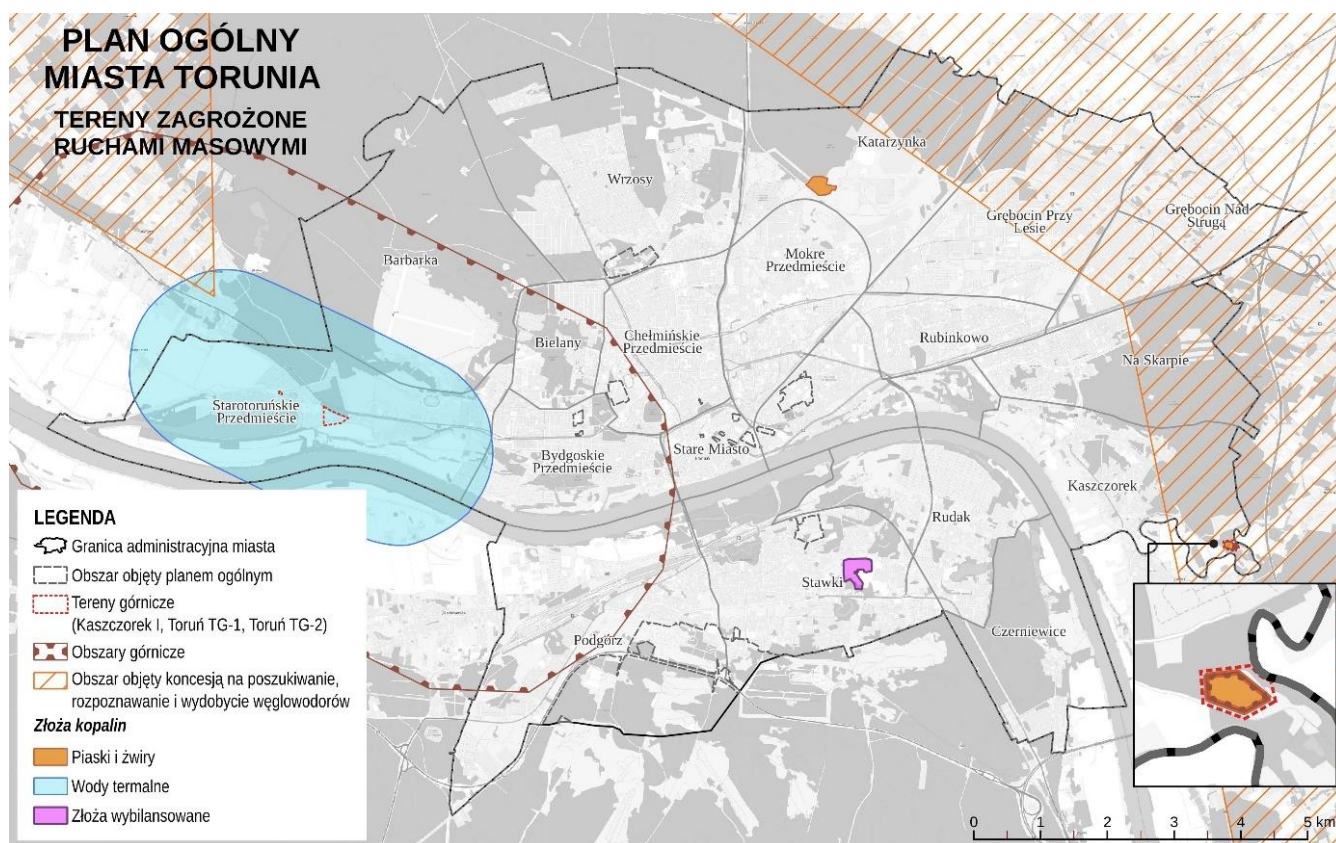 PLAN OGÓLNY
MIASTA TORUNIA
TERENY ZAGROŻONE
RUCHAMI MASOWYMI
Katarzynka
Wrzosy
Grębocin Przy
Lesie
Grębocin Nad
Strugą
Barbarka
Mokre
Przedmieście
Bielany
Chełmińskie
Przedmieście
Rubinkowo
Na Skarpie
Starotoruńskie
Przedmieście
Bydgoskie
Przedmieście
Stare Miasto
Kaszczorek
Rudak
Stawki
Podgórz
Czerniewice
LEGENDA
Granica administracyjna miasta
Obszar objęty planem ogólnym
Tereny górnicze
(Kaszczorek I, Toruń TG-1, Toruń TG-2)
Obszary górnicze
Obszar objęty koncesją na poszukiwanie,
rozpoznawanie i wydobycie węglowodorów
Złoża kopalin
Piaski i żwiry
Wody termalne
Złoża wybilansowane
0 1 2 3 4 5 km